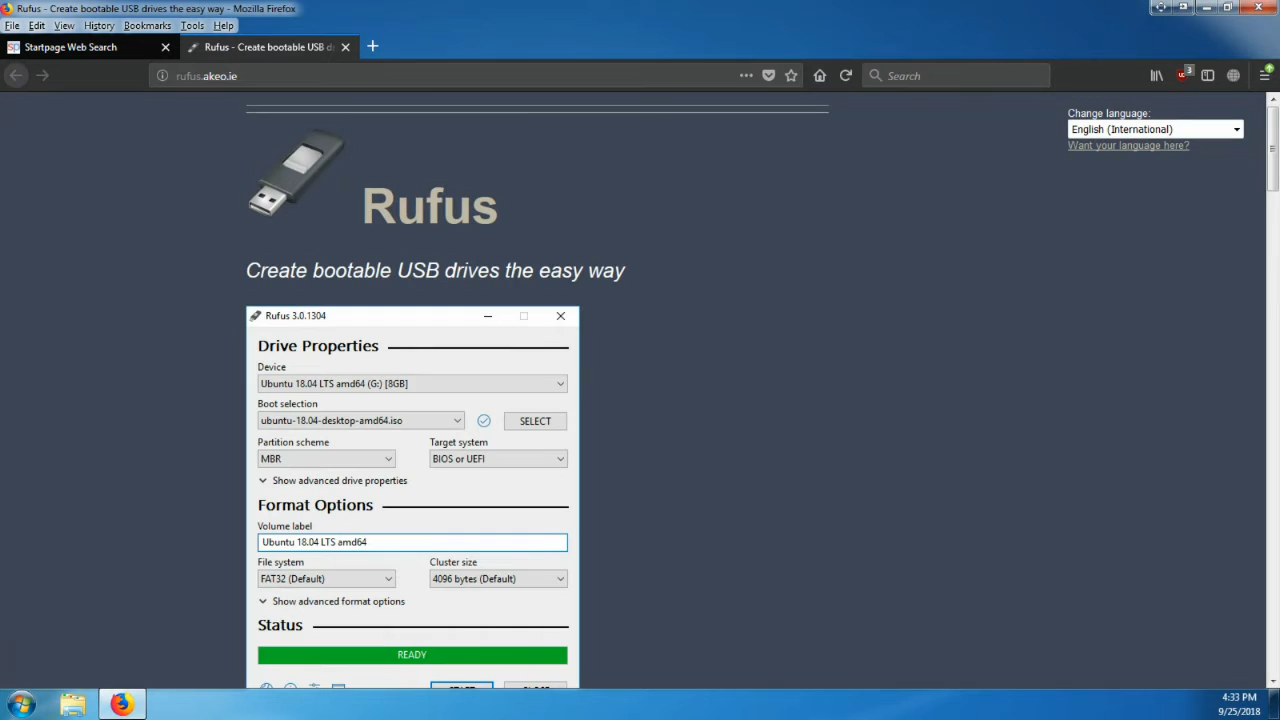 Rufus - Create bootable USB drives the easy way - Mozilla Firefox
File Edit View History Bookmarks Tools Help
Startpage Web Search
Rufus - Create bootable USB d
rufus.akeo.ie
Search
3
Change language:
English (International)
Want your language here?
Rufus
Create bootable USB drives the easy way
Rufus 3.0.1304
Drive Properties
Device
Ubuntu 18.04 LTS amd64 (G:) [8GB]
Boot selection
ubuntu-18.04-desktop-amd64.iso
SELECT
Partition scheme Target system
MBR BIOS or UEFI
Show advanced drive properties
Format Options
Volume label
Ubuntu 18.04 LTS amd64
File system Cluster size
FAT32 (Default) 4096 bytes (Default)
Show advanced format options
Status
READY
4:33 PM
9/25/2018